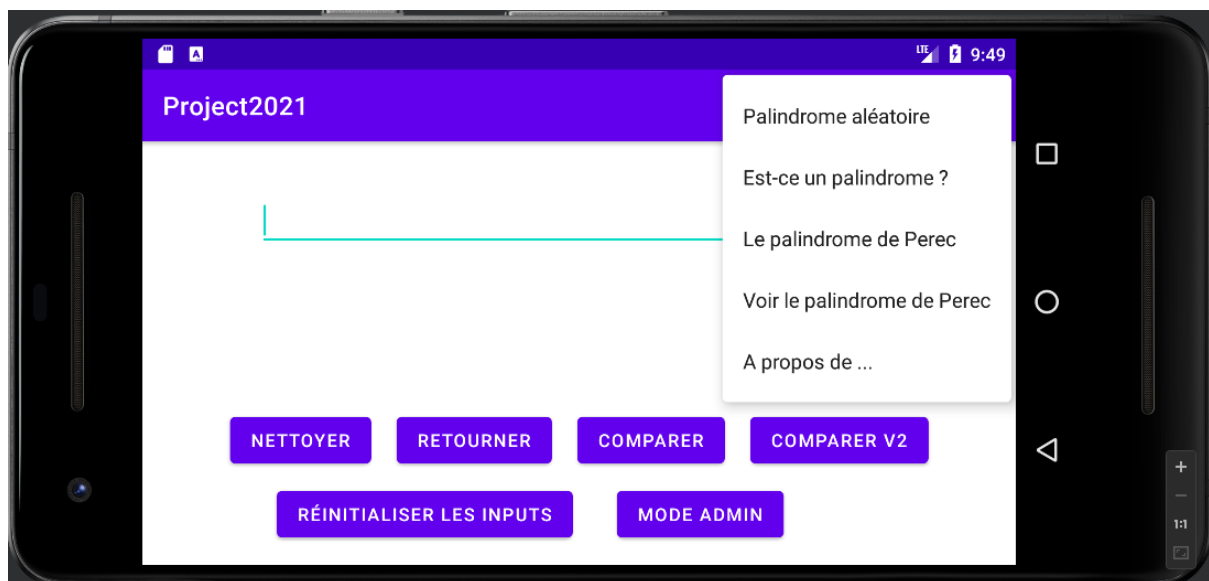 LTE 9:49
Project2021
Palindrome aléatoire
Est-ce un palindrome ?
Le palindrome de Perec
Voir le palindrome de Perec
A propos de ...
NETTOYER RETOURNER COMPARER COMPARER V2
RÉINITIALISER LES INPUTS MODE ADMIN
1:1